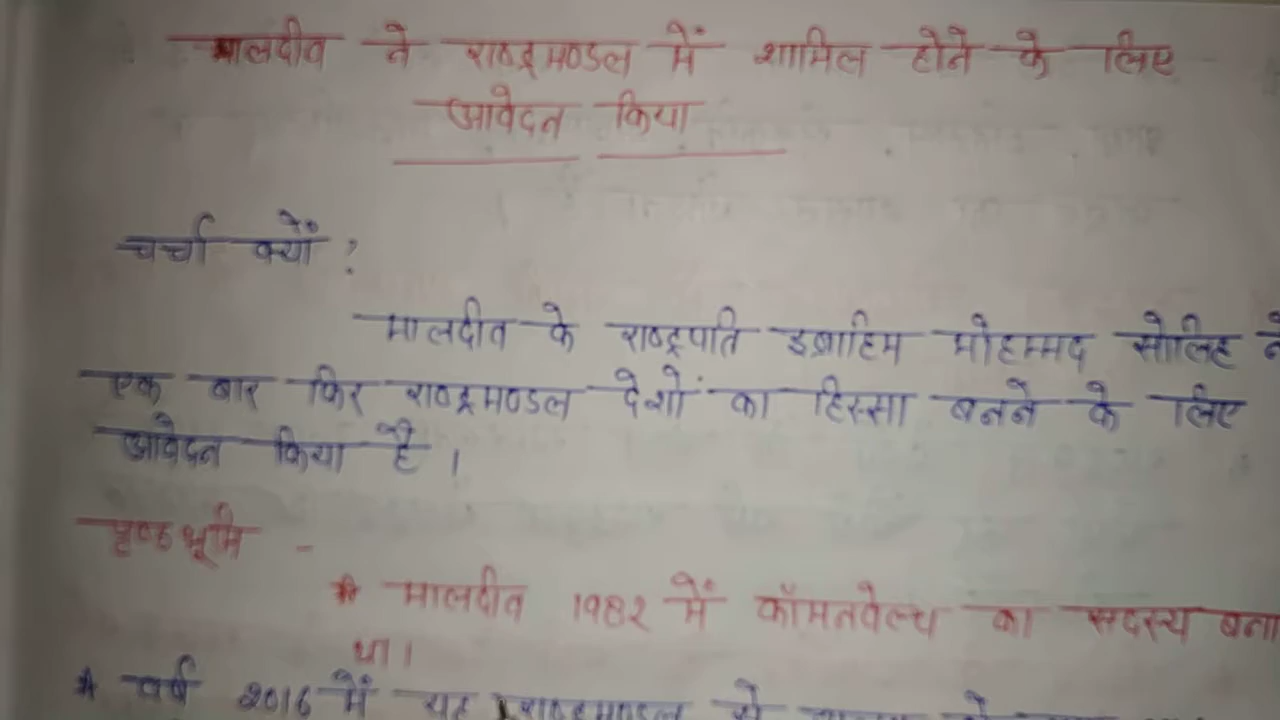 मालदीव ने राष्ट्रमण्डल में शामिल होने के लिए
आवेदन किया
चर्चा क्यों ?
मालदीव के राष्ट्रपति इब्राहिम मोहम्मद सोलिह ने
एक बार फिर राष्ट्रमण्डल देशों का हिस्सा बनने के लिए
आवेदन किया है ।
पृष्ठभूमि -
* मालदीव 1982 में कॉमनवेल्थ का सदस्य बना
था ।
* वर्ष 2016 में यह राष्ट्रमण्डल से